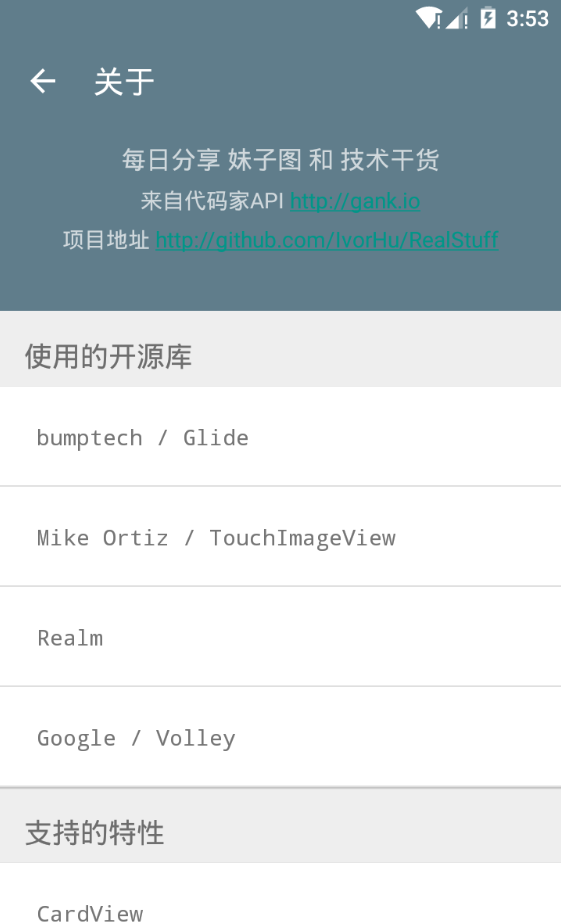 3:53
关于
每日分享 妹子图 和 技术干货
来自代码家API http://gank.io
项目地址 http://github.com/IvorHu/RealStuff
使用的开源库
bumptech / Glide
Mike Ortiz / TouchImageView
Realm
Google / Volley
支持的特性
CardView